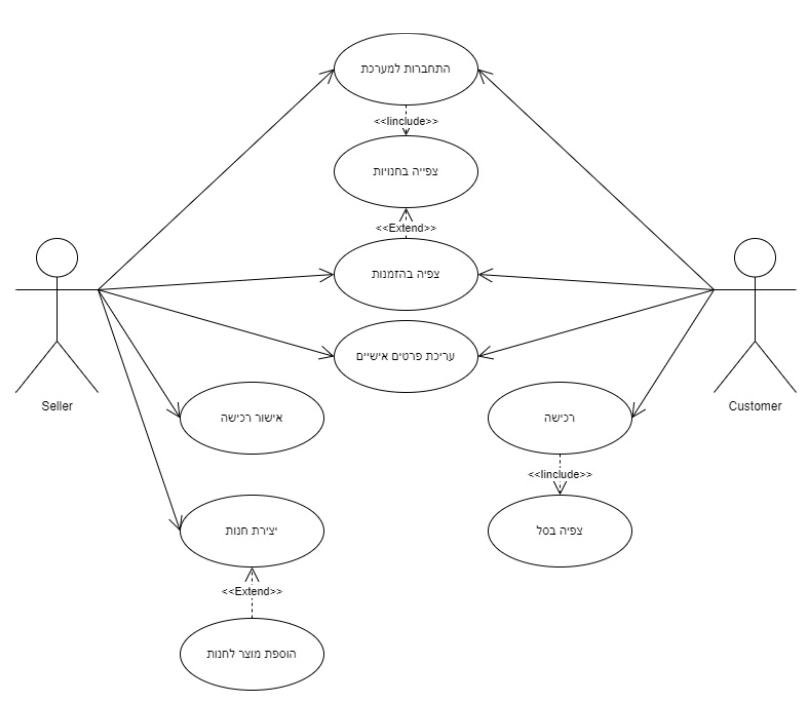 התחברות למערכת
<<Iinclude>>
צפייה בחנויות
<<Extend>>
צפיה בהזמנות
עריכת פרטים אישיים
Seller
Customer
אישור רכישה
רכישה
<<Iinclude>>
יצירת חנות
צפיה בסל
<<Extend>>
הוספת מוצר לחנות